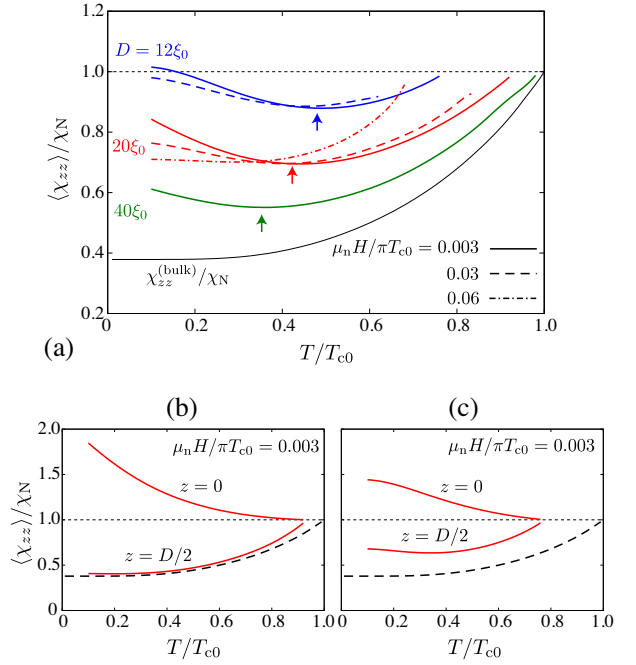 1.2
1.0
0.8
0.6
0.4
0.2
⟨χzz⟩/χN
D = 12ξ0
20ξ0
40ξ0
χzz(bulk)/χN
μnH/πTc0 = 0.003
0.03
0.06
0 0.2 0.4 0.6 0.8 1.0
T/Tc0
(a)
(b)
(c)
2.0
1.5
1.0
0.5
0
⟨χzz⟩/χN
μnH/πTc0 = 0.003
z = 0
z = D/2
0 0.2 0.4 0.6 0.8 1.0
T/Tc0
μnH/πTc0 = 0.003
z = 0
z = D/2
0 0.2 0.4 0.6 0.8 1.0
T/Tc0